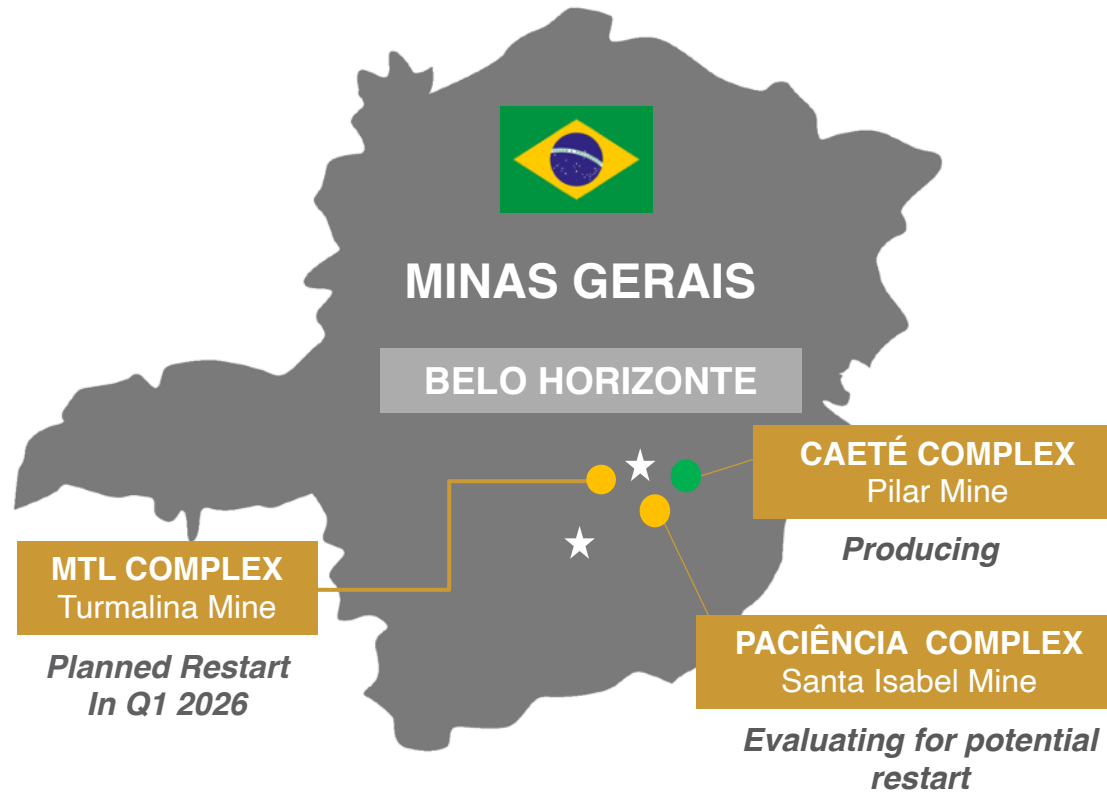 MINAS GERAIS
BELO HORIZONTE
CAETÉ COMPLEX
Pilar Mine
Producing
MTL COMPLEX
Turmalina Mine
Planned Restart
In Q1 2026
PACIÊNCIA  COMPLEX
Santa Isabel Mine
Evaluating for potential
restart